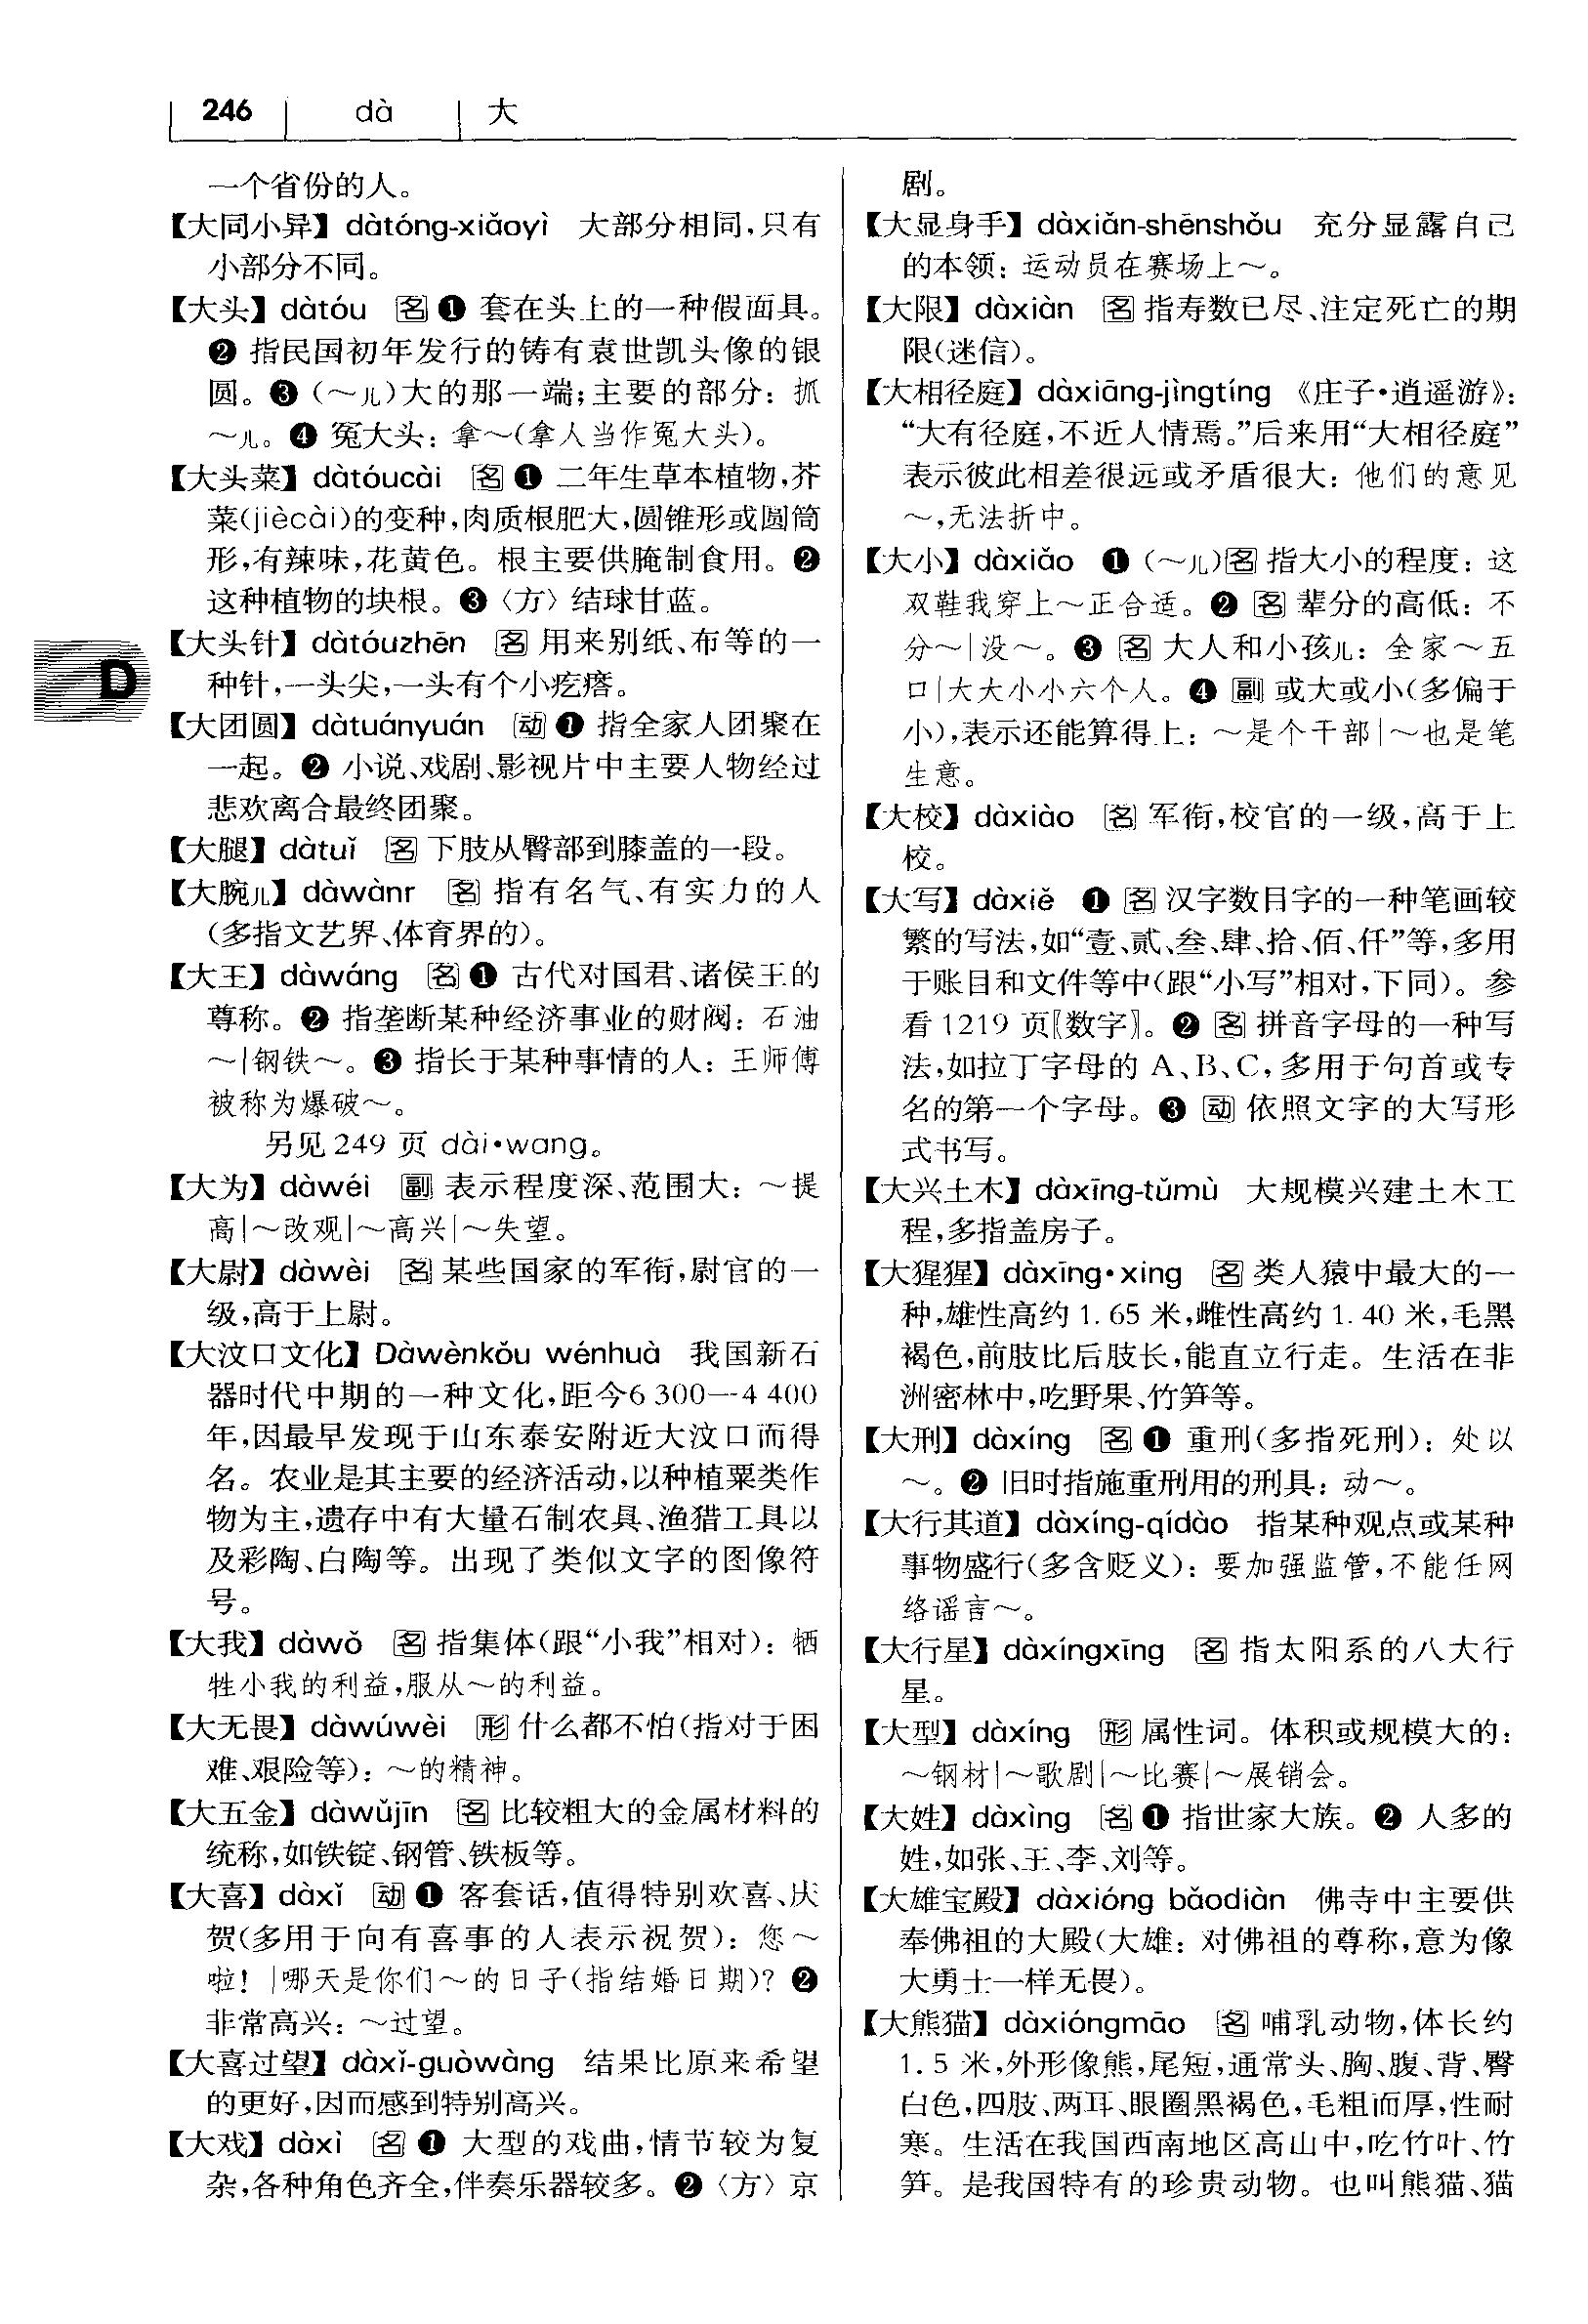 246 dà 大
一个省份的人。
【大同小异】dàtóng-xiǎoyì 大部分相同,只有
小部分不同。
【大头】dàtóu 名❶ 套在头上的一种假面具。
❷ 指民国初年发行的铸有袁世凯头像的银
圆。❸(～儿)大的那一端;主要的部分：抓
～儿。❹ 冤大头：拿～(拿人当作冤大头)。
【大头菜】dàtóucài 名❶ 二年生草本植物,芥
菜(jiècài)的变种,肉质根肥大,圆锥形或圆筒
形,有辣味,花黄色。根主要供腌制食用。❷
这种植物的块根。❸〈方〉结球甘蓝。
【大头针】dàtóuzhēn 名 用来别纸、布等的一
种针,一头尖,一头有个小疙瘩。
D
【大团圆】dàtuányuán 动❶ 指全家人团聚在
一起。❷ 小说、戏剧、影视片中主要人物经过
悲欢离合最终团聚。
【大腿】dàtuǐ 名 下肢从臀部到膝盖的一段。
【大腕儿】dàwànr 名 指有名气、有实力的人
(多指文艺界、体育界的)。
【大王】dàwáng 名❶ 古代对国君、诸侯王的
尊称。❷ 指垄断某种经济事业的财阀：石油
～|钢铁～。❸ 指长于某种事情的人：王师傅
被称为爆破～。
另见 249 页 dài•wang。
【大为】dàwéi 副 表示程度深、范围大：～提
高|～改观|～高兴|～失望。
【大尉】dàwèi 名 某些国家的军衔,尉官的一
级,高于上尉。
【大汶口文化】Dàwènkǒu wénhuà 我国新石
器时代中期的一种文化,距今6 300—4 400
年,因最早发现于山东泰安附近大汶口而得
名。农业是其主要的经济活动,以种植粟类作
物为主,遗存中有大量石制农具、渔猎工具以
及彩陶、白陶等。出现了类似文字的图像符
号。
【大我】dàwǒ 名 指集体(跟“小我”相对)：牺
牲小我的利益,服从～的利益。
【大无畏】dàwúwèi 形 什么都不怕(指对于困
难、艰险等)：～的精神。
【大五金】dàwǔjīn 名 比较粗大的金属材料的
统称,如铁锭、钢管、铁板等。
【大喜】dàxǐ 动❶ 客套话,值得特别欢喜、庆
贺(多用于向有喜事的人表示祝贺)：您～
啦！|哪天是你们～的日子(指结婚日期)？❷
非常高兴：～过望。
【大喜过望】dàxǐ-guòwàng 结果比原来希望
的更好,因而感到特别高兴。
【大戏】dàxì 名❶ 大型的戏曲,情节较为复
杂,各种角色齐全,伴奏乐器较多。❷〈方〉京
剧。
【大显身手】dàxiǎn-shēnshǒu 充分显露自己
的本领：运动员在赛场上～。
【大限】dàxiàn 名 指寿数已尽、注定死亡的期
限(迷信)。
【大相径庭】dàxiāng-jìngtíng 《庄子•逍遥游》：
“大有径庭,不近人情焉。”后来用“大相径庭”
表示彼此相差很远或矛盾很大：他们的意见
～,无法折中。
【大小】dàxiǎo ❶(～儿)名 指大小的程度：这
双鞋我穿上～正合适。❷ 名 辈分的高低：不
分～|没～。❸ 名 大人和小孩儿：全家～五
口|大大小小六个人。❹ 副 或大或小(多偏于
小),表示还能算得上：～是个干部|～也是笔
生意。
【大校】dàxiào 名 军衔,校官的一级,高于上
校。
【大写】dàxiě ❶ 名 汉字数目字的一种笔画较
繁的写法,如“壹、贰、叁、肆、拾、佰、仟”等,多用
于账目和文件等中(跟“小写”相对,下同)。参
看 1219 页〖数字〗。❷ 名 拼音字母的一种写
法,如拉丁字母的 A、B、C,多用于句首或专
名的第一个字母。❸ 动 依照文字的大写形
式书写。
【大兴土木】dàxīng-tǔmù 大规模兴建土木工
程,多指盖房子。
【大猩猩】dàxīng•xing 名 类人猿中最大的一
种,雄性高约 1.65 米,雌性高约 1.40 米,毛黑
褐色,前肢比后肢长,能直立行走。生活在非
洲密林中,吃野果、竹笋等。
【大刑】dàxíng 名❶ 重刑(多指死刑)：处以
～。❷ 旧时指施重刑用的刑具：动～。
【大行其道】dàxíng-qídào 指某种观点或某种
事物盛行(多含贬义)：要加强监管,不能任网
络谣言～。
【大行星】dàxíngxīng 名 指太阳系的八大行
星。
【大型】dàxíng 形 属性词。体积或规模大的：
～钢材|～歌剧|～比赛|～展销会。
【大姓】dàxìng 名❶ 指世家大族。❷ 人多的
姓,如张、王、李、刘等。
【大雄宝殿】dàxióng bǎodiàn 佛寺中主要供
奉佛祖的大殿(大雄：对佛祖的尊称,意为像
大勇士一样无畏)。
【大熊猫】dàxióngmāo 名 哺乳动物,体长约
1.5 米,外形像熊,尾短,通常头、胸、腹、背、臀
白色,四肢、两耳、眼圈黑褐色,毛粗而厚,性耐
寒。生活在我国西南地区高山中,吃竹叶、竹
笋。是我国特有的珍贵动物。也叫熊猫、猫